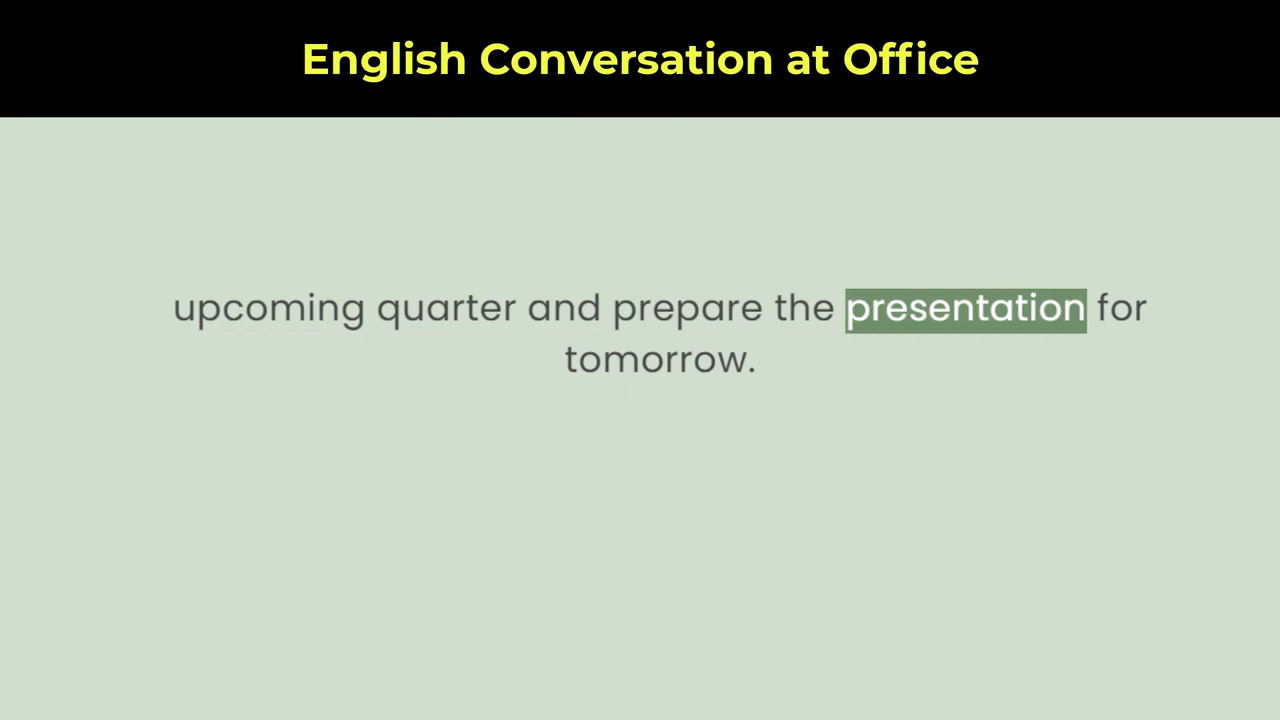 English Conversation at Office
upcoming quarter and prepare the presentation for
tomorrow.